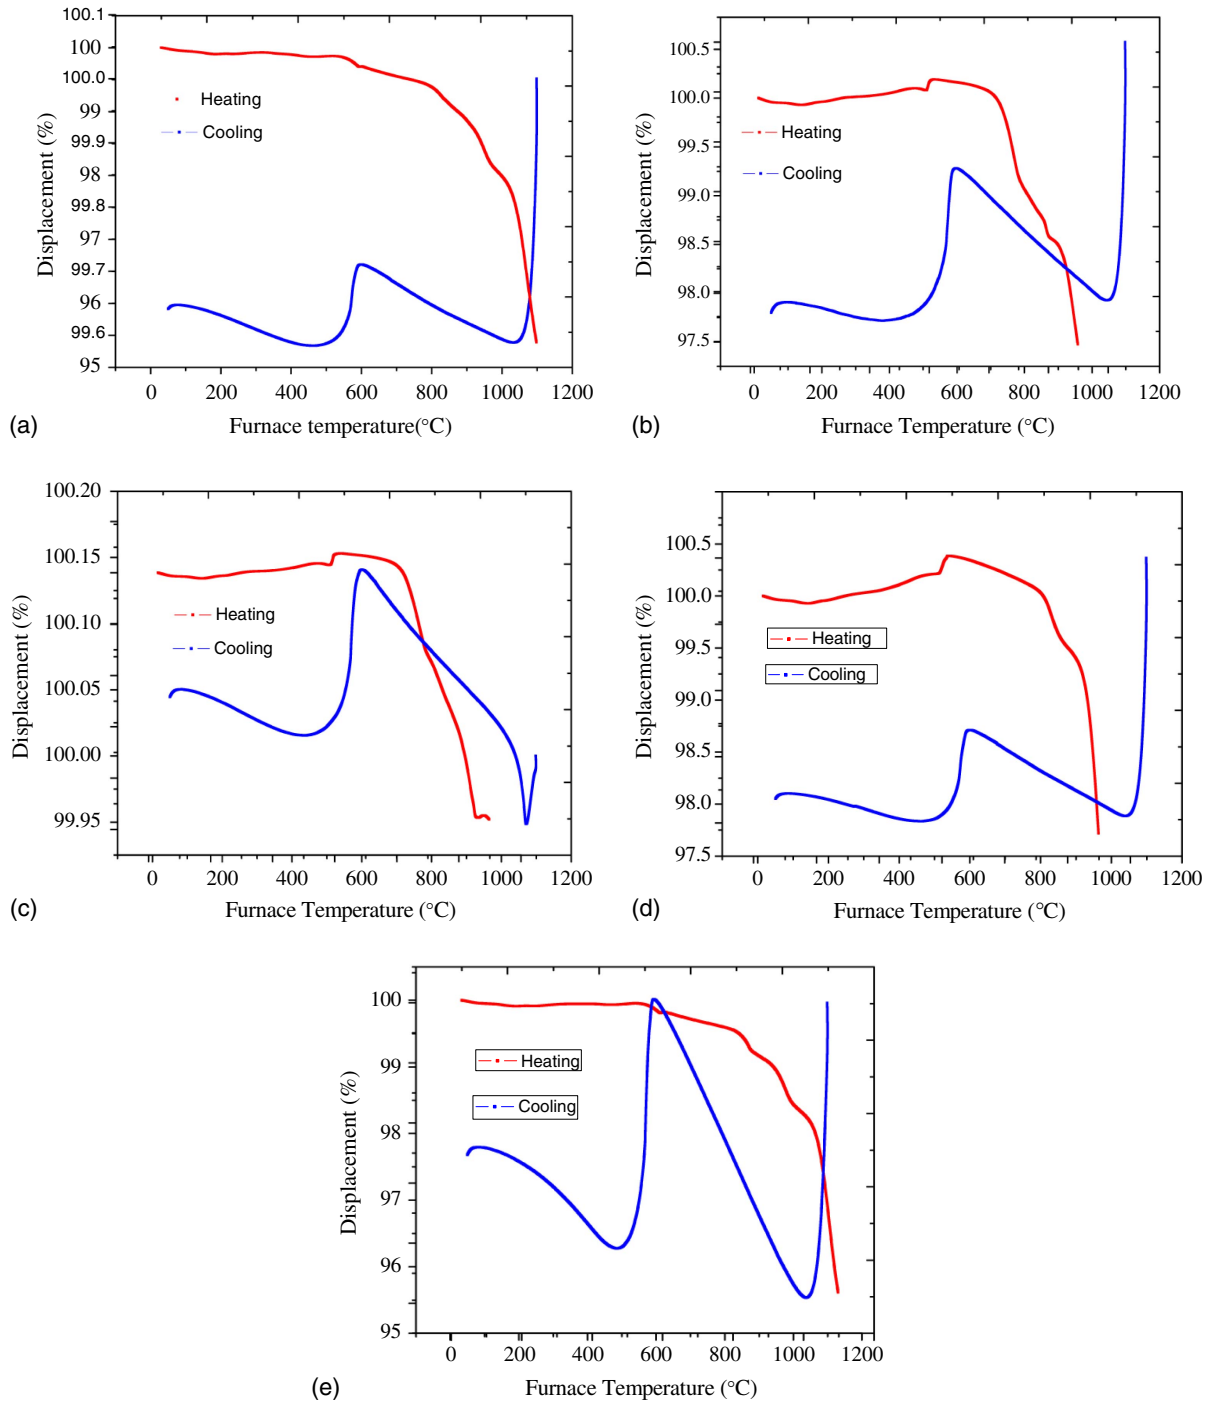 100.1
100
100.0
99
99.9
98
99.8
97
99.7
96
99.6
95
Displacement (%)
Heating
Cooling
0 200 400 600 800 1000 1200
Furnace temperature(°C)
(a)
100.5
100.0
99.5
99.0
98.5
98.0
97.5
Displacement (%)
Heating
Cooling
0 200 400 600 800 1000 1200
Furnace Temperature (°C)
(b)
100.20
100.15
100.10
100.05
100.00
99.95
Displacement (%)
Heating
Cooling
0 200 400 600 800 1000 1200
Furnace Temperature (°C)
(c)
100.5
100.0
99.5
99.0
98.5
98.0
97.5
Displacement (%)
Heating
Cooling
0 200 400 600 800 1000 1200
Furnace Temperature (°C)
(d)
100
99
98
97
96
95
Displacement (%)
Heating
Cooling
0 200 400 600 800 1000 1200
Furnace Temperature (°C)
(e)